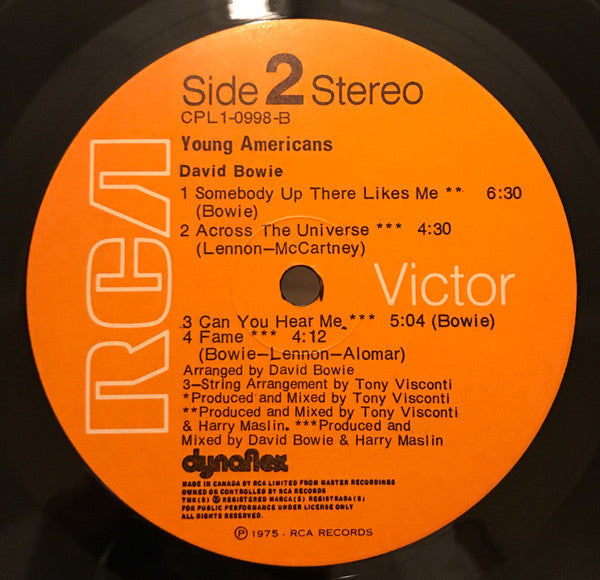 Side 2 Stereo
CPL1-0998-B
Young Americans
David Bowie
1 Somebody Up There Likes Me ** 6:30
(Bowie)
2 Across The Universe *** 4:30
(Lennon—McCartney)
RCA
Victor
3 Can You Hear Me *** 5:04 (Bowie)
4 Fame *** 4:12
(Bowie—Lennon—Alomar)
Arranged by David Bowie
3—String Arrangement by Tony Visconti
*Produced and Mixed by Tony Visconti
**Produced and Mixed by Tony Visconti
& Harry Maslin. ***Produced and
Mixed by David Bowie & Harry Maslin
dynaflex
MADE IN CANADA BY RCA LIMITED FROM MASTER RECORDINGS
OWNED OR CONTROLLED BY RCA RECORDS
TMK(S) ® REGISTERED MARCA(S) REGISTRADA(S)
FOR PUBLIC PERFORMANCE UNDER LICENSE ONLY
ALL RIGHTS RESERVED.
℗ 1975 - RCA RECORDS